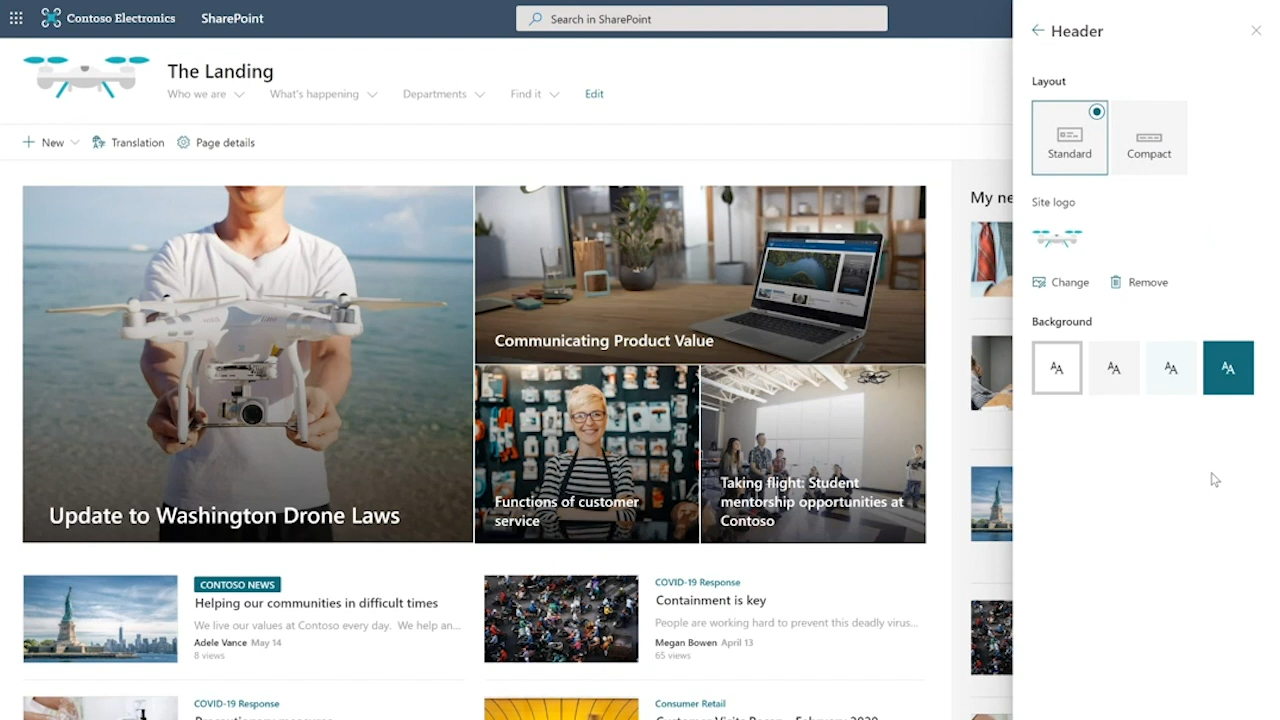 Contoso Electronics
SharePoint
Search in SharePoint
The Landing
Who we are
What's happening
Departments
Find it
Edit
New
Translation
Page details
Update to Washington Drone Laws
Communicating Product Value
Functions of customer
service
Taking flight: Student
mentorship opportunities at
Contoso
My ne
CONTOSO NEWS
Helping our communities in difficult times
We live our values at Contoso every day. We help an...
Adele Vance May 14
8 views
COVID-19 Response
Containment is key
People are working hard to prevent this deadly virus...
Megan Bowen April 13
65 views
COVID-19 Response
Consumer Retail
Header
Layout
Standard
Compact
Site logo
Change
Remove
Background
AA
AA
AA
AA